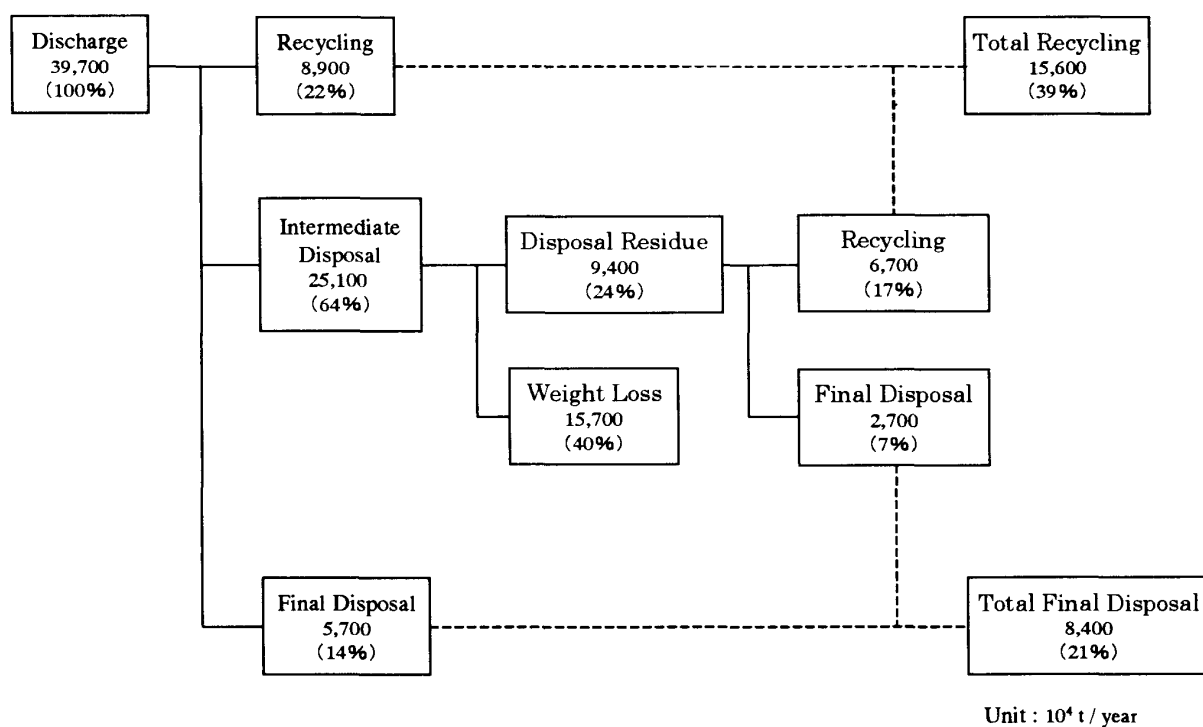 Discharge
39,700
(100%)
Recycling
8,900
(22%)
Total Recycling
15,600
(39%)
Intermediate
Disposal
25,100
(64%)
Disposal Residue
9,400
(24%)
Recycling
6,700
(17%)
Weight Loss
15,700
(40%)
Final Disposal
2,700
(7%)
Final Disposal
5,700
(14%)
Total Final Disposal
8,400
(21%)
Unit : 10⁴ t / year